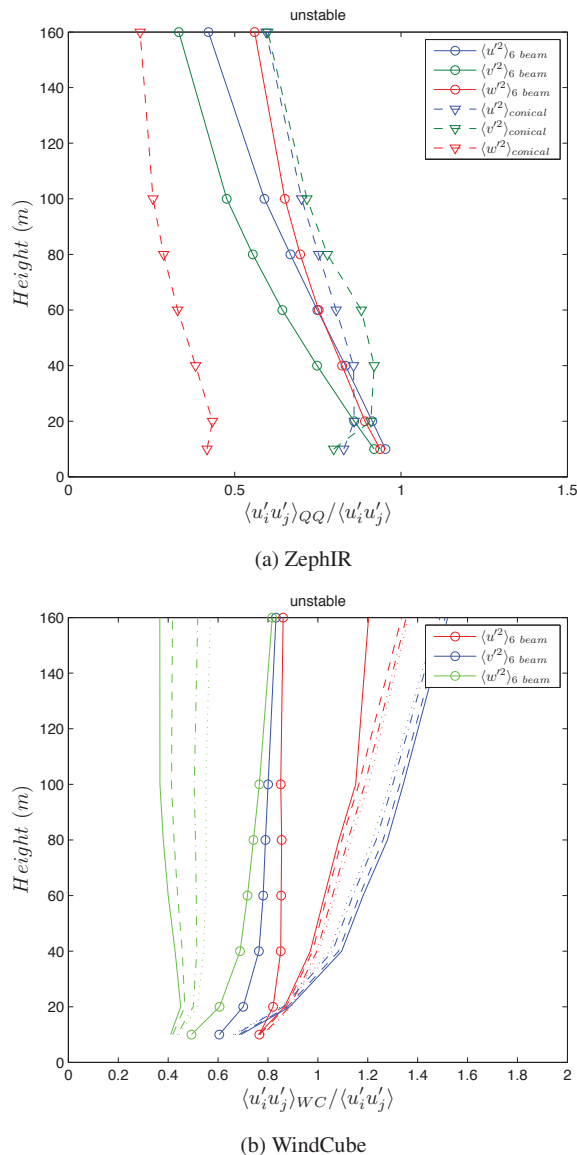 unstable
160
140
120
100
80
60
40
20
0
Height (m)
⟨u′²⟩6 beam
⟨v′²⟩6 beam
⟨w′²⟩6 beam
⟨u′²⟩conical
⟨v′²⟩conical
⟨w′²⟩conical
0 0.5 1 1.5
⟨u′iu′j⟩QQ/⟨u′iu′j⟩
(a) ZephIR
unstable
160
140
120
100
80
60
40
20
0
Height (m)
⟨u′²⟩6 beam
⟨v′²⟩6 beam
⟨w′²⟩6 beam
0 0.2 0.4 0.6 0.8 1 1.2 1.4 1.6 1.8 2
⟨u′iu′j⟩WC/⟨u′iu′j⟩
(b) WindCube